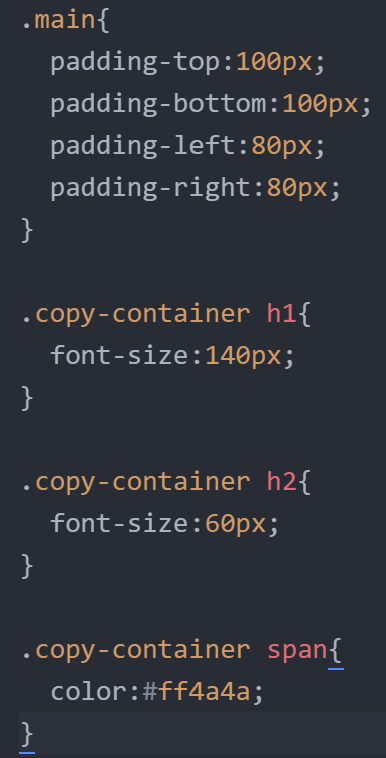 .main{
  padding-top:100px;
  padding-bottom:100px;
  padding-left:80px;
  padding-right:80px;
}

.copy-container h1{
  font-size:140px;
}

.copy-container h2{
  font-size:60px;
}

.copy-container span{
  color:#ff4a4a;
}